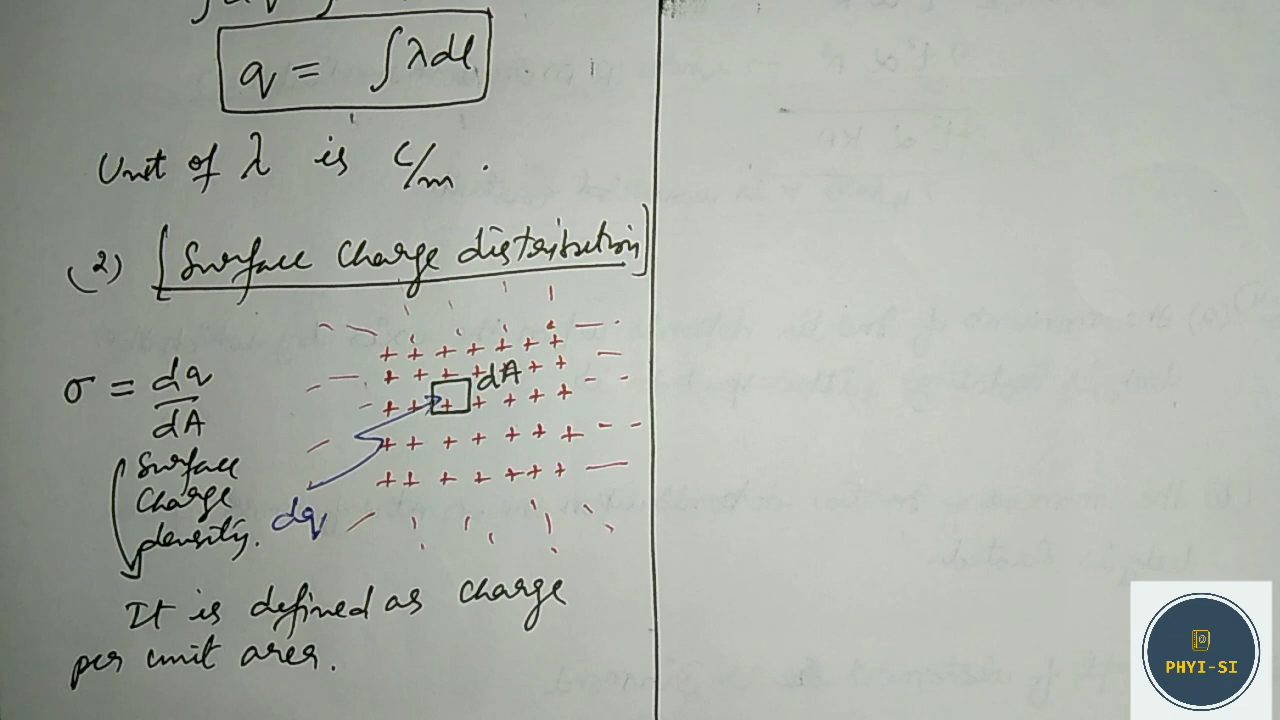 q = ∫λdl
Unit of λ is C/m.
(2) [Surface Charge distribution]
σ = dq/dA
dA
Surface
Charge
density.
dq
It is defined as charge
per unit area.
PHYI-SI